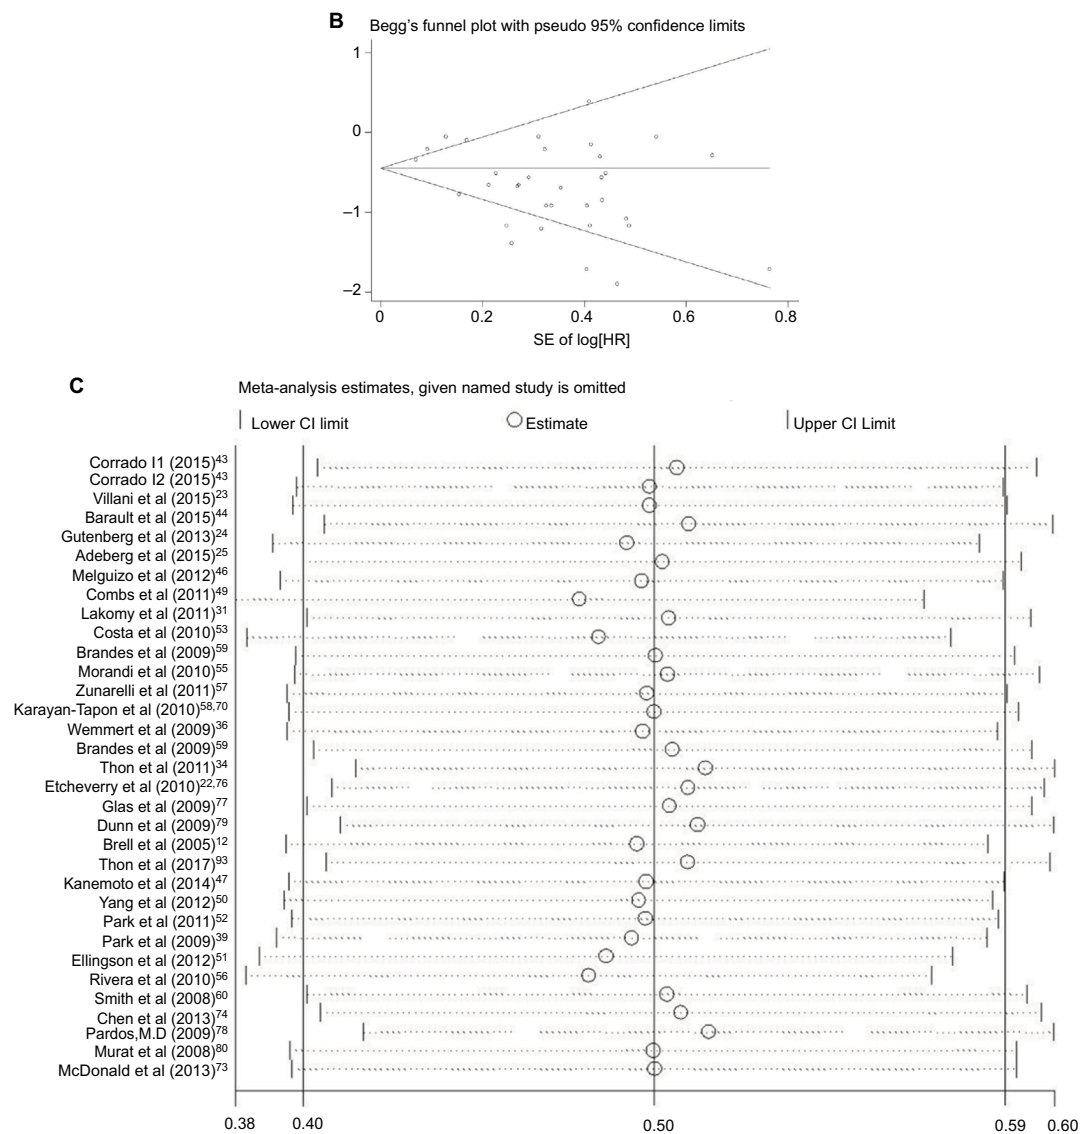 B Begg's funnel plot with pseudo 95% confidence limits
1
0
–1
–2
0 0.2 0.4 0.6 0.8
SE of log[HR]
C Meta-analysis estimates, given named study is omitted
Lower CI limit Estimate Upper CI Limit
Corrado I1 (2015)43
Corrado I2 (2015)43
Villani et al (2015)23
Barault et al (2015)44
Gutenberg et al (2013)24
Adeberg et al (2015)25
Melguizo et al (2012)46
Combs et al (2011)49
Lakomy et al (2011)31
Costa et al (2010)53
Brandes et al (2009)59
Morandi et al (2010)55
Zunarelli et al (2011)57
Karayan-Tapon et al (2010)58,70
Wemmert et al (2009)36
Brandes et al (2009)59
Thon et al (2011)34
Etcheverry et al (2010)22,76
Glas et al (2009)77
Dunn et al (2009)79
Brell et al (2005)12
Thon et al (2017)93
Kanemoto et al (2014)47
Yang et al (2012)50
Park et al (2011)52
Park et al (2009)39
Ellingson et al (2012)51
Rivera et al (2010)56
Smith et al (2008)60
Chen et al (2013)74
Pardos,M.D (2009)78
Murat et al (2008)80
McDonald et al (2013)73
0.38 0.40 0.50 0.59 0.60